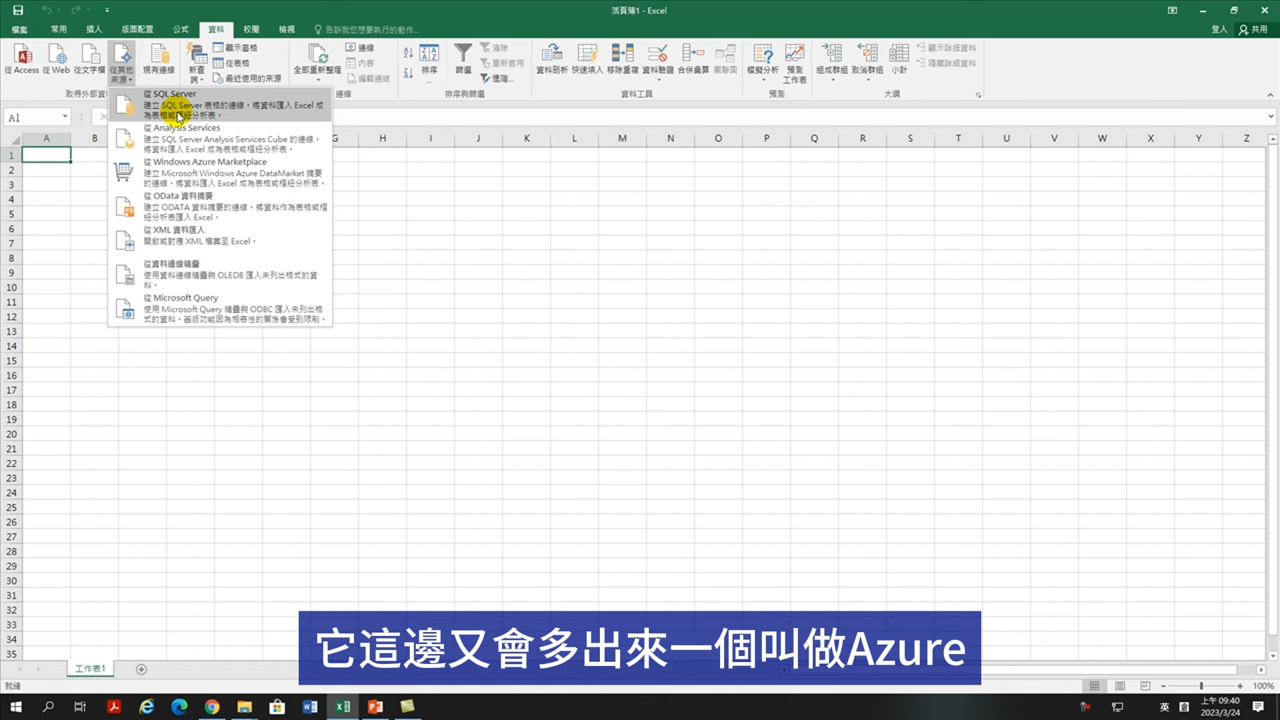 活頁簿1 - Excel
檔案 常用 插入 版面配置 公式 資料 校閱 檢視 告訴我您想要執行的動作... 登入 共用
從 Access 從 Web 從文字檔 從其他來源 現有連線 新查詢 顯示查詢 從表格 最近使用的來源 全部重新整理 連線 內容 編輯連結 排序... 篩選 清除 重新套用 進階... 資料剖析 快速填入 移除重複 資料驗證 合併彙算 關聯圖 模擬分析 預測工作表 組成群組 取消群組 小計 顯示詳細資料 隱藏詳細資料
取得外部資 連線 排序與篩選 資料工具 預測 大綱
A1
從 SQL Server
建立 SQL Server 表格的連線。將資料匯入 Excel 成
為表格或樞紐分析表。
從 Analysis Services
建立 SQL Server Analysis Services Cube 的連線。
將資料匯入 Excel 成為表格或樞紐分析表。
從 Windows Azure Marketplace
建立 Microsoft Windows Azure DataMarket 摘要
的連線。將資料匯入 Excel 成為表格或樞紐分析表。
從 OData 資料摘要
建立 ODATA 資料摘要的連線。將資料作為表格或樞
紐分析表匯入 Excel。
從 XML 資料匯入
開啟或對應 XML 檔案至 Excel。
從資料連線精靈
使用資料連線精靈與 OLEDB 匯入未列出格式的資
料。
從 Microsoft Query
使用 Microsoft Query 精靈與 ODBC 匯入未列出格
式的資料。舊版功能因為相容性的關係會受到限制。
A B G H I J K L M N O P Q R S T U V W X Y Z
1
2
3
4
5
6
7
8
9
10
11
12
13
14
15
16
17
18
19
20
21
22
23
24
25
26
27
28
29
30
31
32
33
34
35
它這邊又會多出來一個叫做Azure
工作表1
就緒 100%
英 上午 09:40
2023/3/24